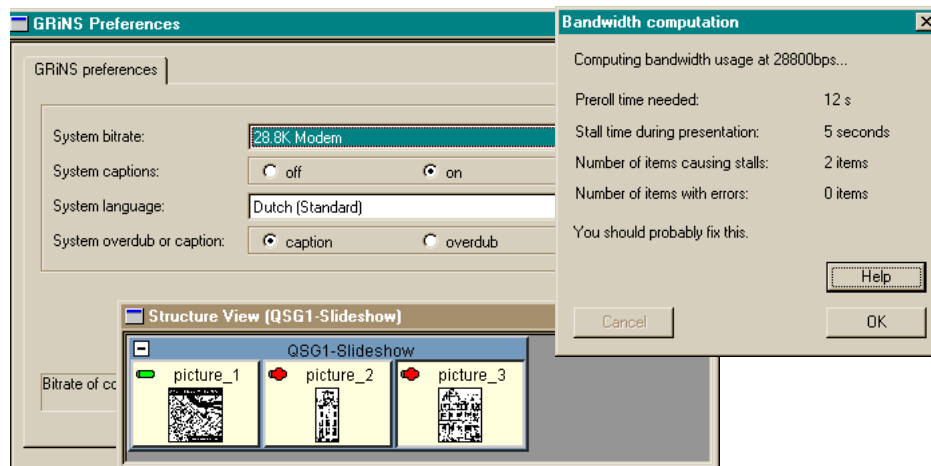 GRiNS Preferences
GRiNS preferences
System bitrate: 28.8K Modem
System captions: off on
System language: Dutch (Standard)
System overdub or caption: caption overdub
Bitrate of co
Structure View (QSG1-Slideshow)
QSG1-Slideshow
picture_1 picture_2 picture_3
Bandwidth computation
Computing bandwidth usage at 28800bps...
Preroll time needed: 12 s
Stall time during presentation: 5 seconds
Number of items causing stalls: 2 items
Number of items with errors: 0 items
You should probably fix this.
Help
Cancel OK